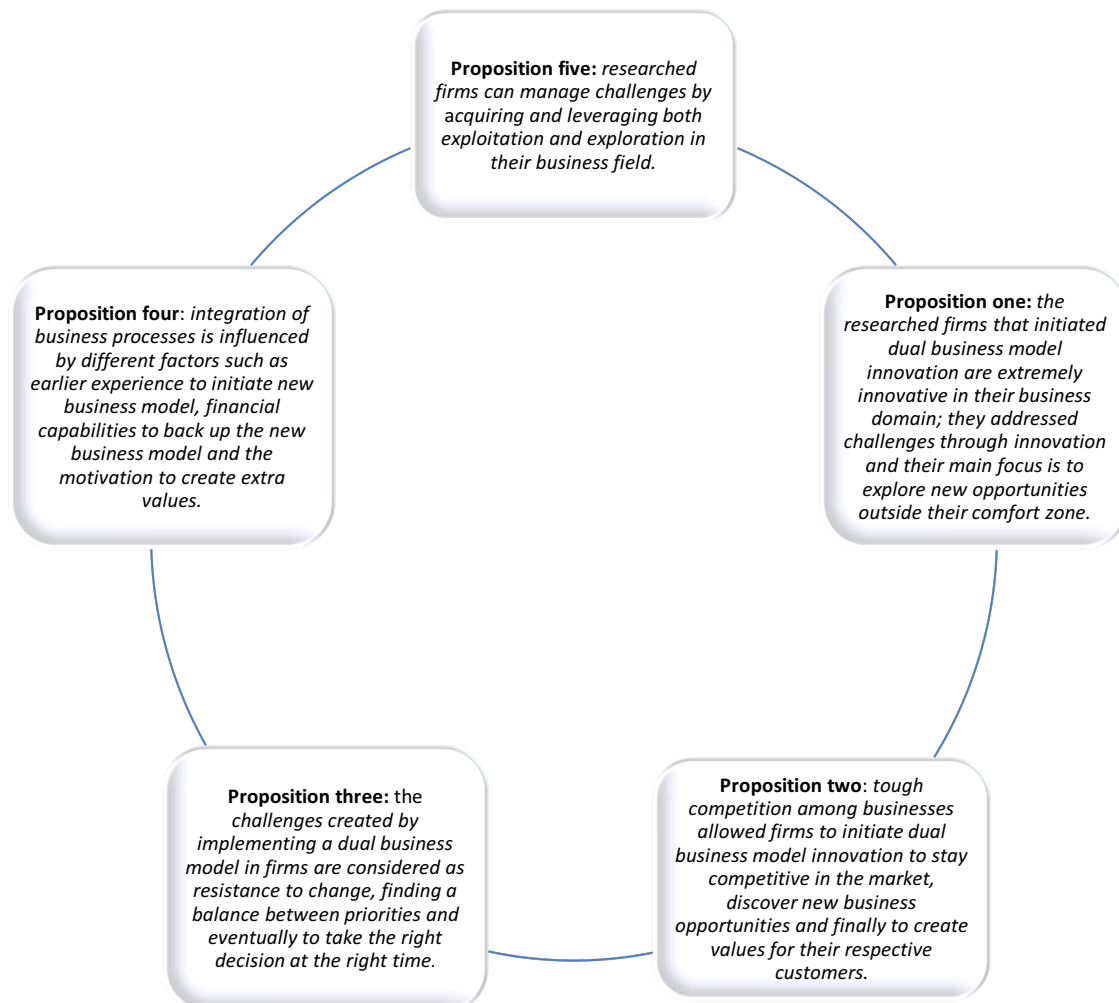 Proposition five: researched
firms can manage challenges by
acquiring and leveraging both
exploitation and exploration in
their business field.
Proposition four: integration of
business processes is influenced
by different factors such as
earlier experience to initiate new
business model, financial
capabilities to back up the new
business model and the
motivation to create extra
values.
Proposition one: the
researched firms that initiated
dual business model
innovation are extremely
innovative in their business
domain; they addressed
challenges through innovation
and their main focus is to
explore new opportunities
outside their comfort zone.
Proposition three: the
challenges created by
implementing a dual business
model in firms are considered as
resistance to change, finding a
balance between priorities and
eventually to take the right
decision at the right time.
Proposition two: tough
competition among businesses
allowed firms to initiate dual
business model innovation to stay
competitive in the market,
discover new business
opportunities and finally to create
values for their respective
customers.